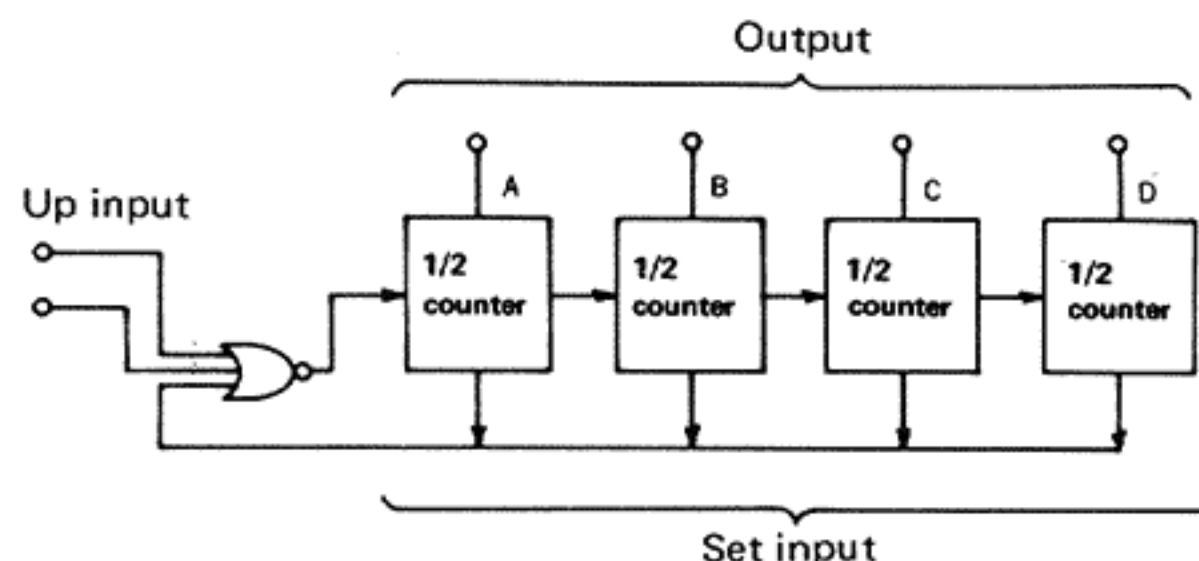 Output
A
B
C
D
Up input
1/2
counter
1/2
counter
1/2
counter
1/2
counter
Set input